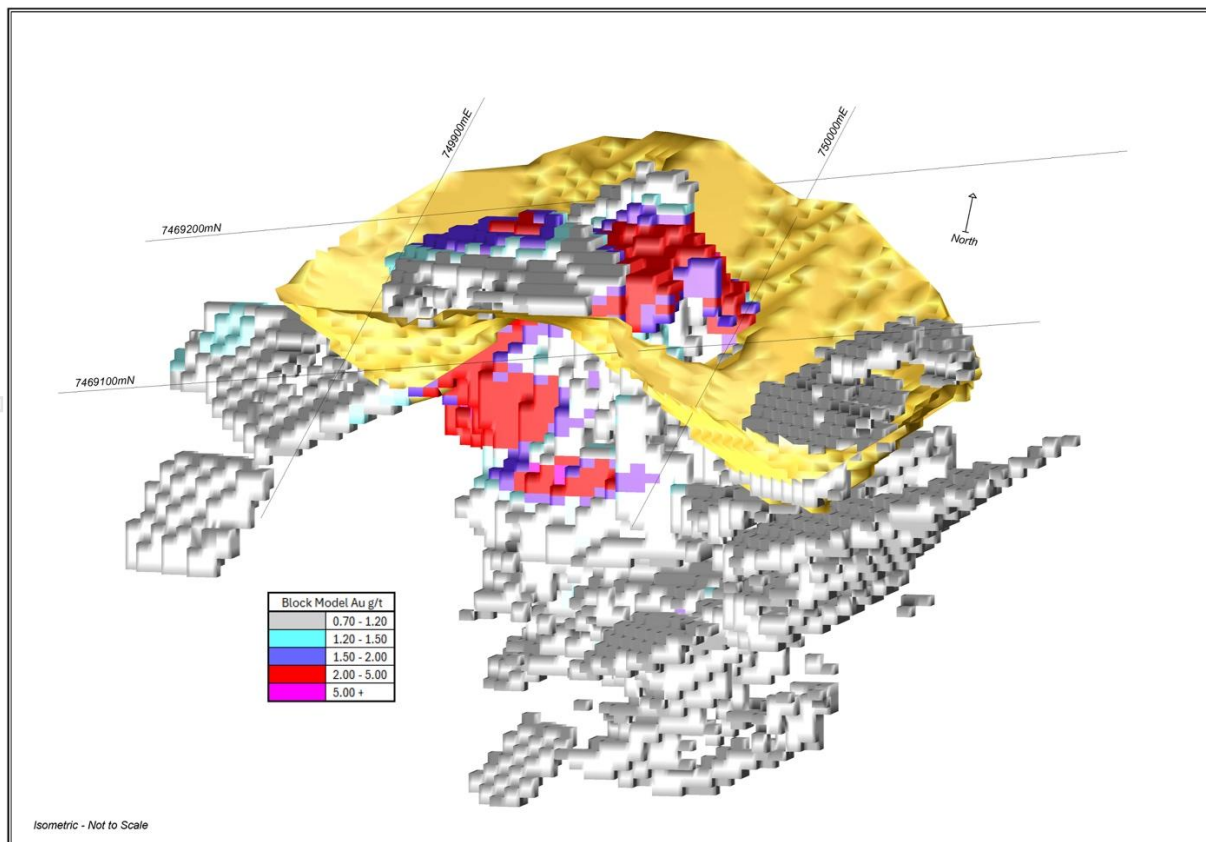 749900mE
750000mE
7469200mN
North
7469100mN
Block Model Au g/t
0.70 - 1.20
1.20 - 1.50
1.50 - 2.00
2.00 - 5.00
5.00 +
Isometric - Not to Scale